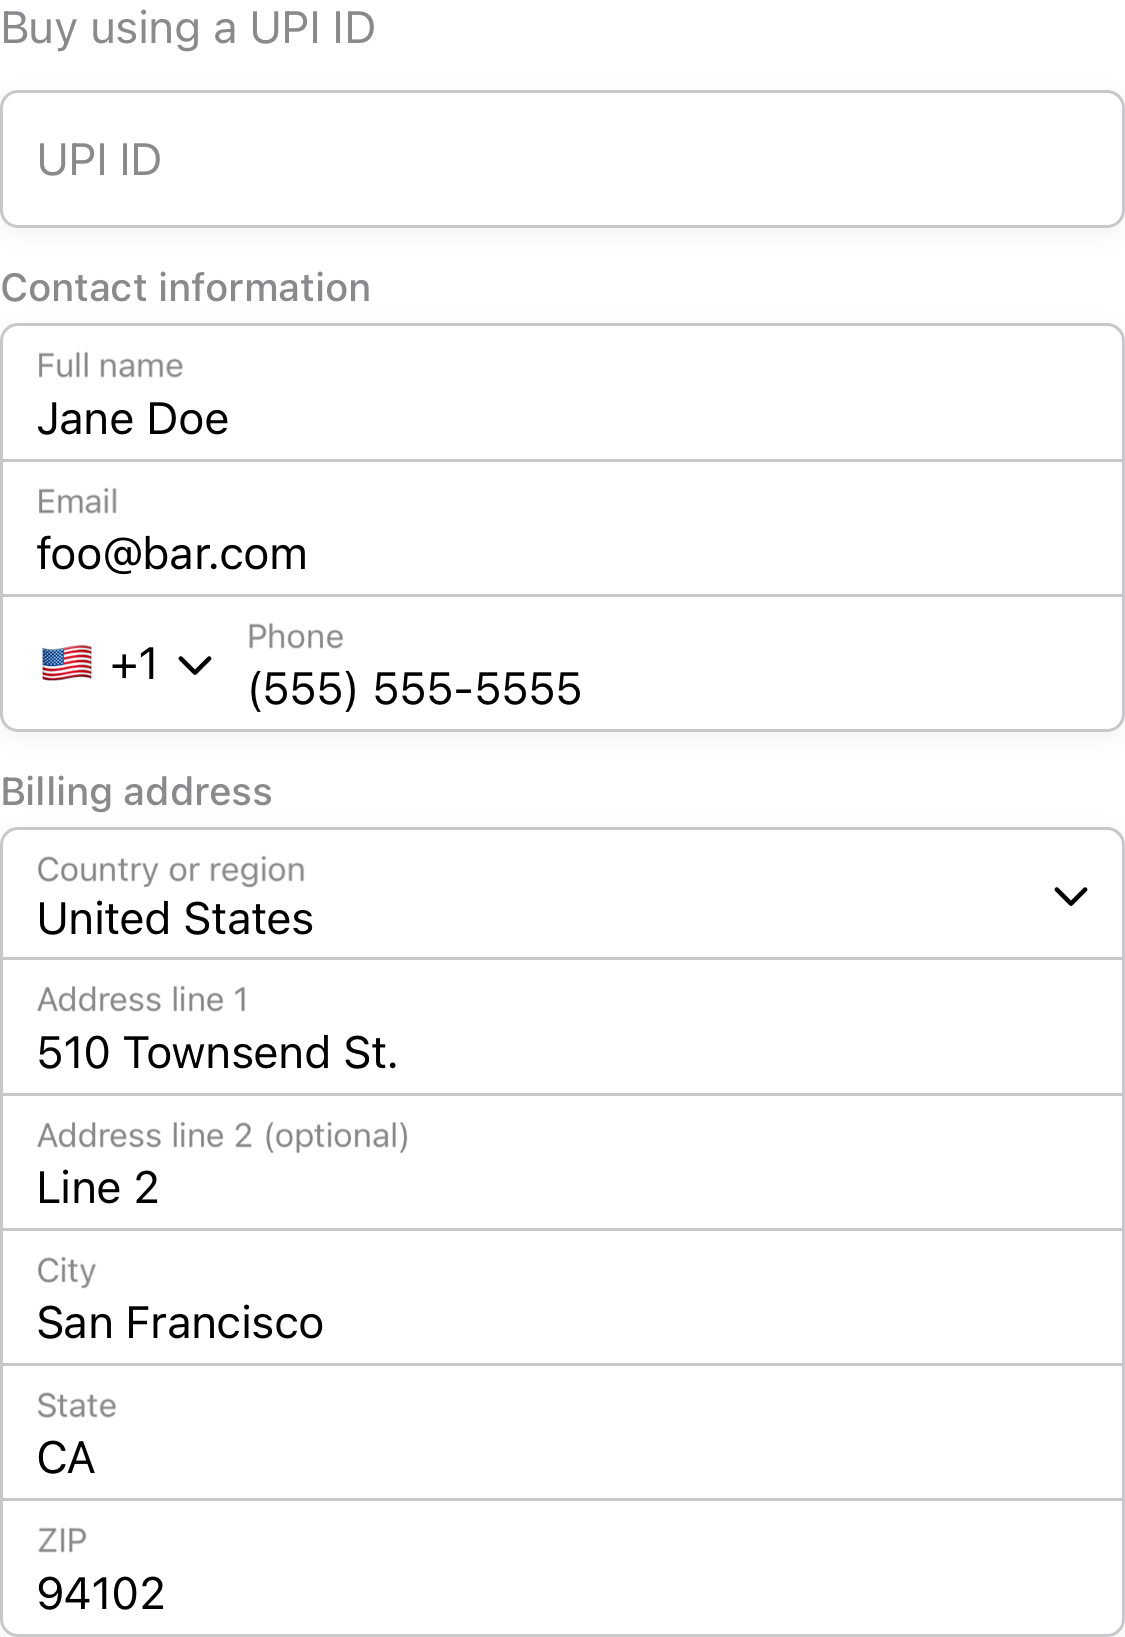 Buy using a UPI ID
UPI ID
Contact information
Full name
Jane Doe
Email
foo@bar.com
+1
Phone
(555) 555-5555
Billing address
Country or region
United States
Address line 1
510 Townsend St.
Address line 2 (optional)
Line 2
City
San Francisco
State
CA
ZIP
94102